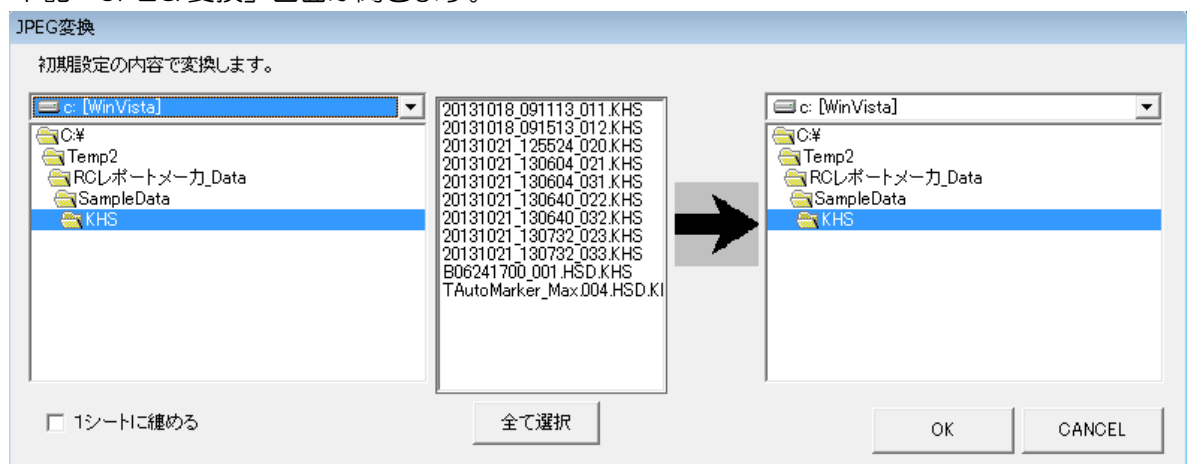 JPEG変換
初期設定の内容で変換します。
c: [WinVista]
C:¥
Temp2
RCレポートメーカ_Data
SampleData
KHS
20131018_091113_011.KHS
20131018_091513_012.KHS
20131021_125524_020.KHS
20131021_130604_021.KHS
20131021_130604_031.KHS
20131021_130640_022.KHS
20131021_130640_032.KHS
20131021_130732_023.KHS
20131021_130732_033.KHS
B06241700_001.HSD.KHS
TAutoMarker_Max.004.HSD.K
c: [WinVista]
C:¥
Temp2
RCレポートメーカ_Data
SampleData
KHS
1シートに纏める
全て選択
OK
CANCEL